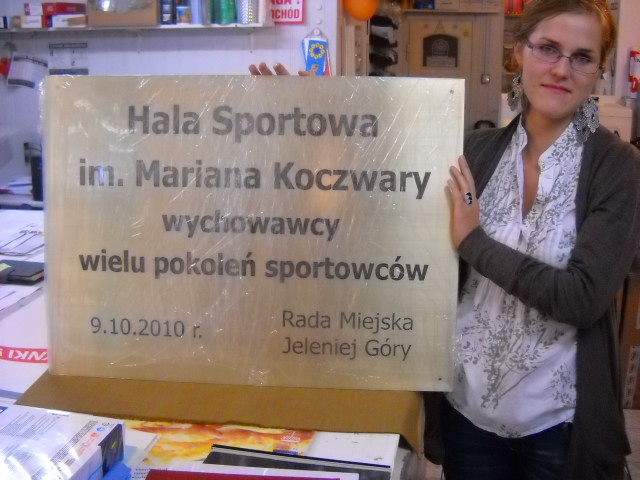 Hala Sportowa
im. Mariana Koczwary
wychowawcy
wielu pokoleń sportowców
9.10.2010 r.
Rada Miejska
Jeleniej Góry